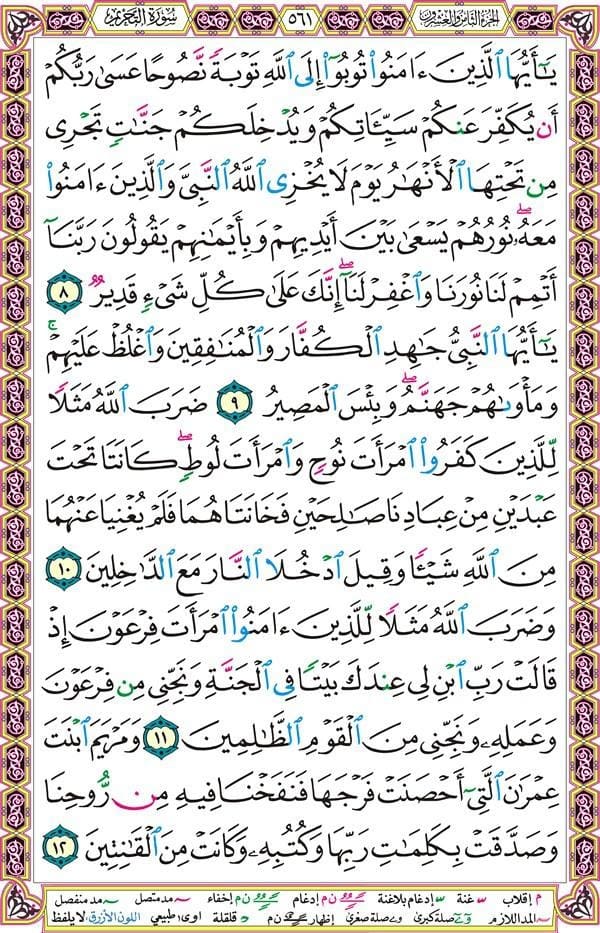 الجزء الثامن والعشرون ٥٦١ سورة التحريم
يَـٰٓأَيُّهَا ٱلَّذِينَ ءَامَنُوا۟ تُوبُوٓا۟ إِلَى ٱللَّهِ تَوْبَةً نَّصُوحًا عَسَىٰ رَبُّكُمْ
أَن يُكَفِّرَ عَنكُمْ سَيِّـَٔاتِكُمْ وَيُدْخِلَكُمْ جَنَّـٰتٍ تَجْرِى
مِن تَحْتِهَا ٱلْأَنْهَـٰرُ يَوْمَ لَا يُخْزِى ٱللَّهُ ٱلنَّبِىَّ وَٱلَّذِينَ ءَامَنُوا۟
مَعَهُۥۖ نُورُهُمْ يَسْعَىٰ بَيْنَ أَيْدِيهِمْ وَبِأَيْمَـٰنِهِمْ يَقُولُونَ رَبَّنَآ
أَتْمِمْ لَنَا نُورَنَا وَٱغْفِرْ لَنَآۖ إِنَّكَ عَلَىٰ كُلِّ شَىْءٍ قَدِيرٌ ٨
يَـٰٓأَيُّهَا ٱلنَّبِىُّ جَـٰهِدِ ٱلْكُفَّارَ وَٱلْمُنَـٰفِقِينَ وَٱغْلُظْ عَلَيْهِمْۚ
وَمَأْوَىٰهُمْ جَهَنَّمُۖ وَبِئْسَ ٱلْمَصِيرُ ٩ ضَرَبَ ٱللَّهُ مَثَلًا
لِّلَّذِينَ كَفَرُوا۟ ٱمْرَأَتَ نُوحٍ وَٱمْرَأَتَ لُوطٍۖ كَانَتَا تَحْتَ
عَبْدَيْنِ مِنْ عِبَادِنَا صَـٰلِحَيْنِ فَخَانَتَاهُمَا فَلَمْ يُغْنِيَا عَنْهُمَا
مِنَ ٱللَّهِ شَيْـًٔا وَقِيلَ ٱدْخُلَا ٱلنَّارَ مَعَ ٱلدَّٰخِلِينَ ١٠
وَضَرَبَ ٱللَّهُ مَثَلًا لِّلَّذِينَ ءَامَنُوا۟ ٱمْرَأَتَ فِرْعَوْنَ إِذْ
قَالَتْ رَبِّ ٱبْنِ لِى عِندَكَ بَيْتًا فِى ٱلْجَنَّةِ وَنَجِّنِى مِن فِرْعَوْنَ
وَعَمَلِهِۦ وَنَجِّنِى مِنَ ٱلْقَوْمِ ٱلظَّـٰلِمِينَ ١١ وَمَرْيَمَ ٱبْنَتَ
عِمْرَٰنَ ٱلَّتِىٓ أَحْصَنَتْ فَرْجَهَا فَنَفَخْنَا فِيهِ مِن رُّوحِنَا
وَصَدَّقَتْ بِكَلِمَـٰتِ رَبِّهَا وَكُتُبِهِۦ وَكَانَتْ مِنَ ٱلْقَـٰنِتِينَ ١٢
م إقلاب غنة إدغام بلاغنة ن م إدغام ن م إخفاء مد متصل مد منفصل
المد اللازم صلة كبرى صلة صغرى إظهار ن م قلقلة اوى طبيعي اللون الأزرق لا يلفظ